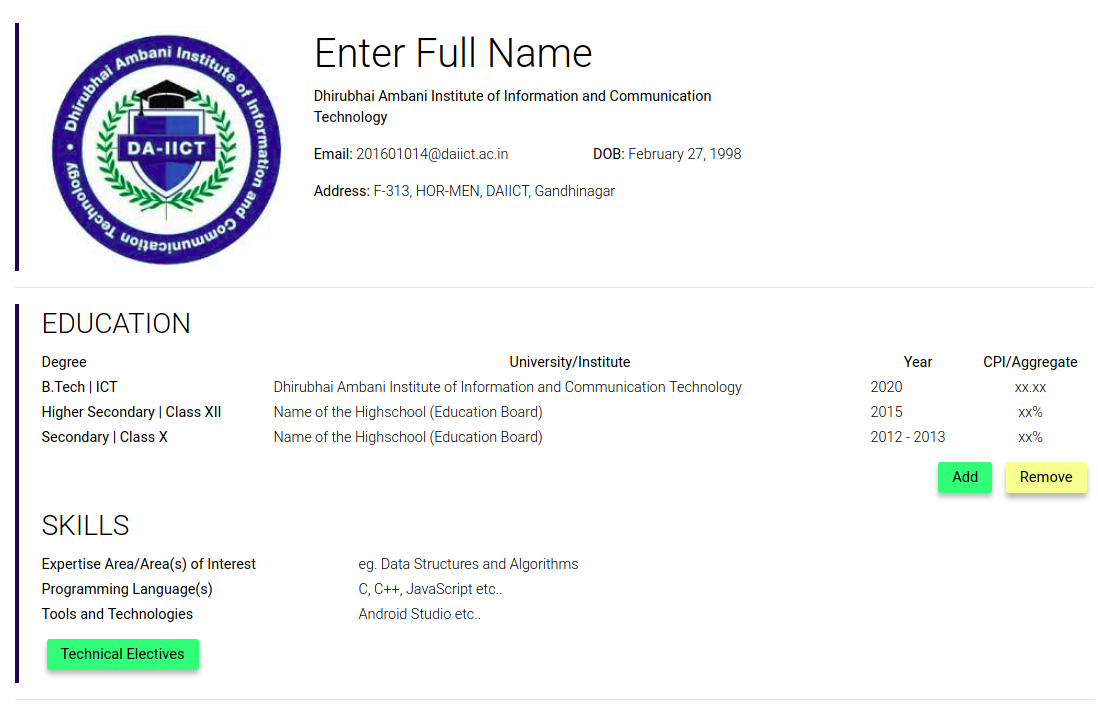 Dhirubhai Ambani Institute of Information and Communication Technology •
DA-IICT
Enter Full Name
Dhirubhai Ambani Institute of Information and Communication
Technology
Email: 201601014@daiict.ac.in DOB: February 27, 1998
Address: F-313, HOR-MEN, DAIICT, Gandhinagar
EDUCATION
Degree University/Institute Year CPI/Aggregate
B.Tech | ICT Dhirubhai Ambani Institute of Information and Communication Technology 2020 xx.xx
Higher Secondary | Class XII Name of the Highschool (Education Board) 2015 xx%
Secondary | Class X Name of the Highschool (Education Board) 2012 - 2013 xx%
Add Remove
SKILLS
Expertise Area/Area(s) of Interest eg. Data Structures and Algorithms
Programming Language(s) C, C++, JavaScript etc..
Tools and Technologies Android Studio etc..
Technical Electives